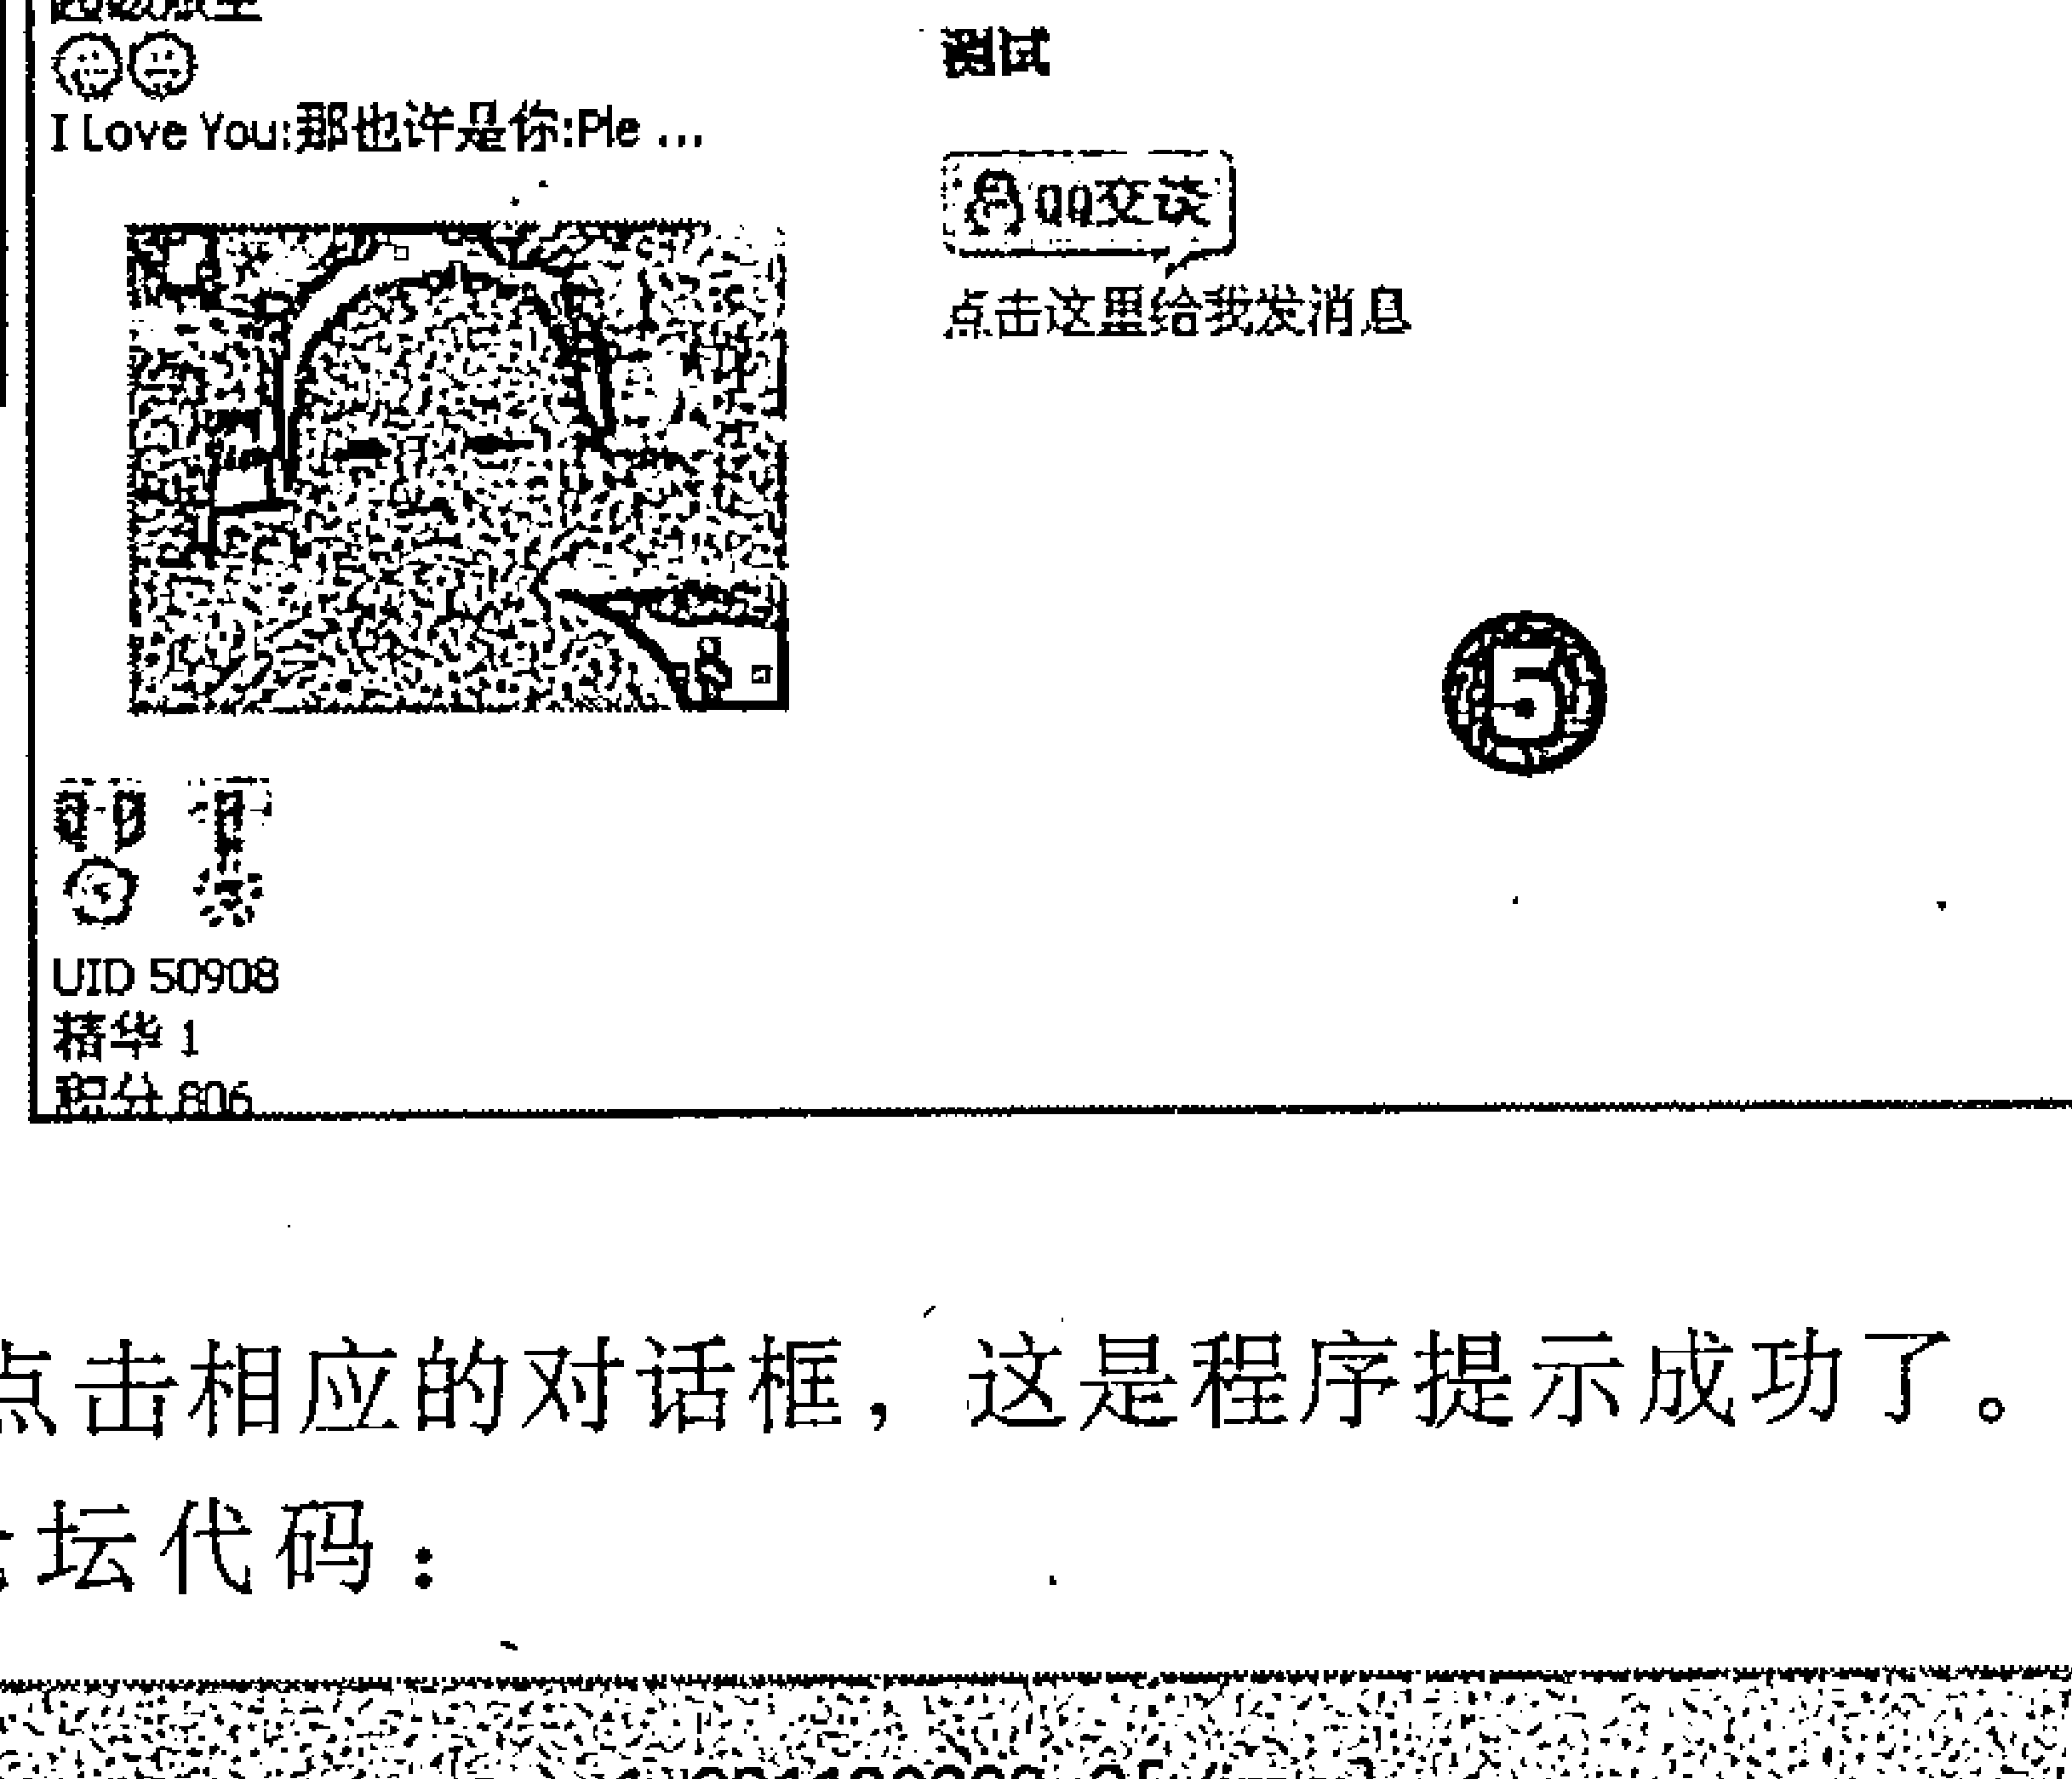 I Love You:那也许是你:Ple ...
UID 50908
精华 1
积分 806
测试
QQ交谈
点击这里给我发消息
5
点击相应的对话框，这是程序提示成功了。
坛代码：